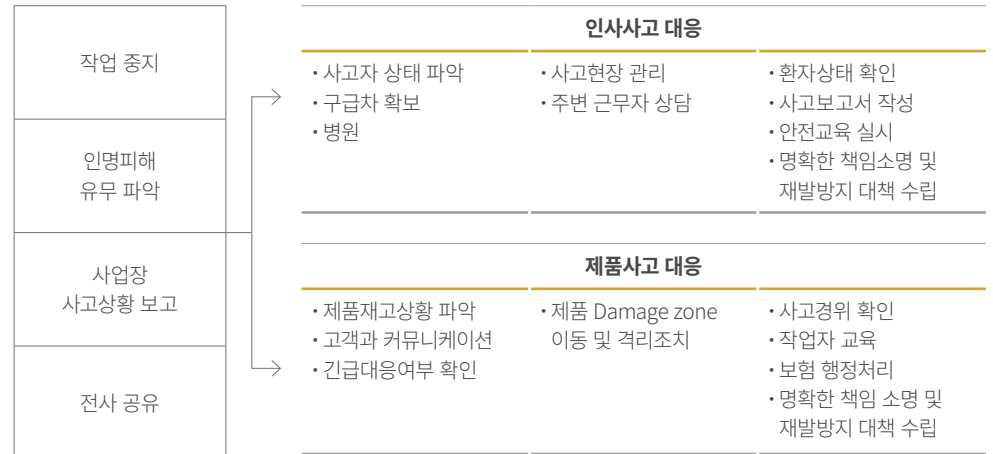 작업 중지
인명피해
유무 파악
사업장
사고상황 보고
전사 공유
인사사고 대응
• 사고자 상태 파악
• 구급차 확보
• 병원
• 사고현장 관리
• 주변 근무자 상담
• 환자상태 확인
• 사고보고서 작성
• 안전교육 실시
• 명확한 책임소명 및
재발방지 대책 수립
제품사고 대응
• 제품재고상황 파악
• 고객과 커뮤니케이션
• 긴급대응여부 확인
• 제품 Damage zone
이동 및 격리조치
• 사고경위 확인
• 작업자 교육
• 보험 행정처리
• 명확한 책임 소명 및
재발방지 대책 수립